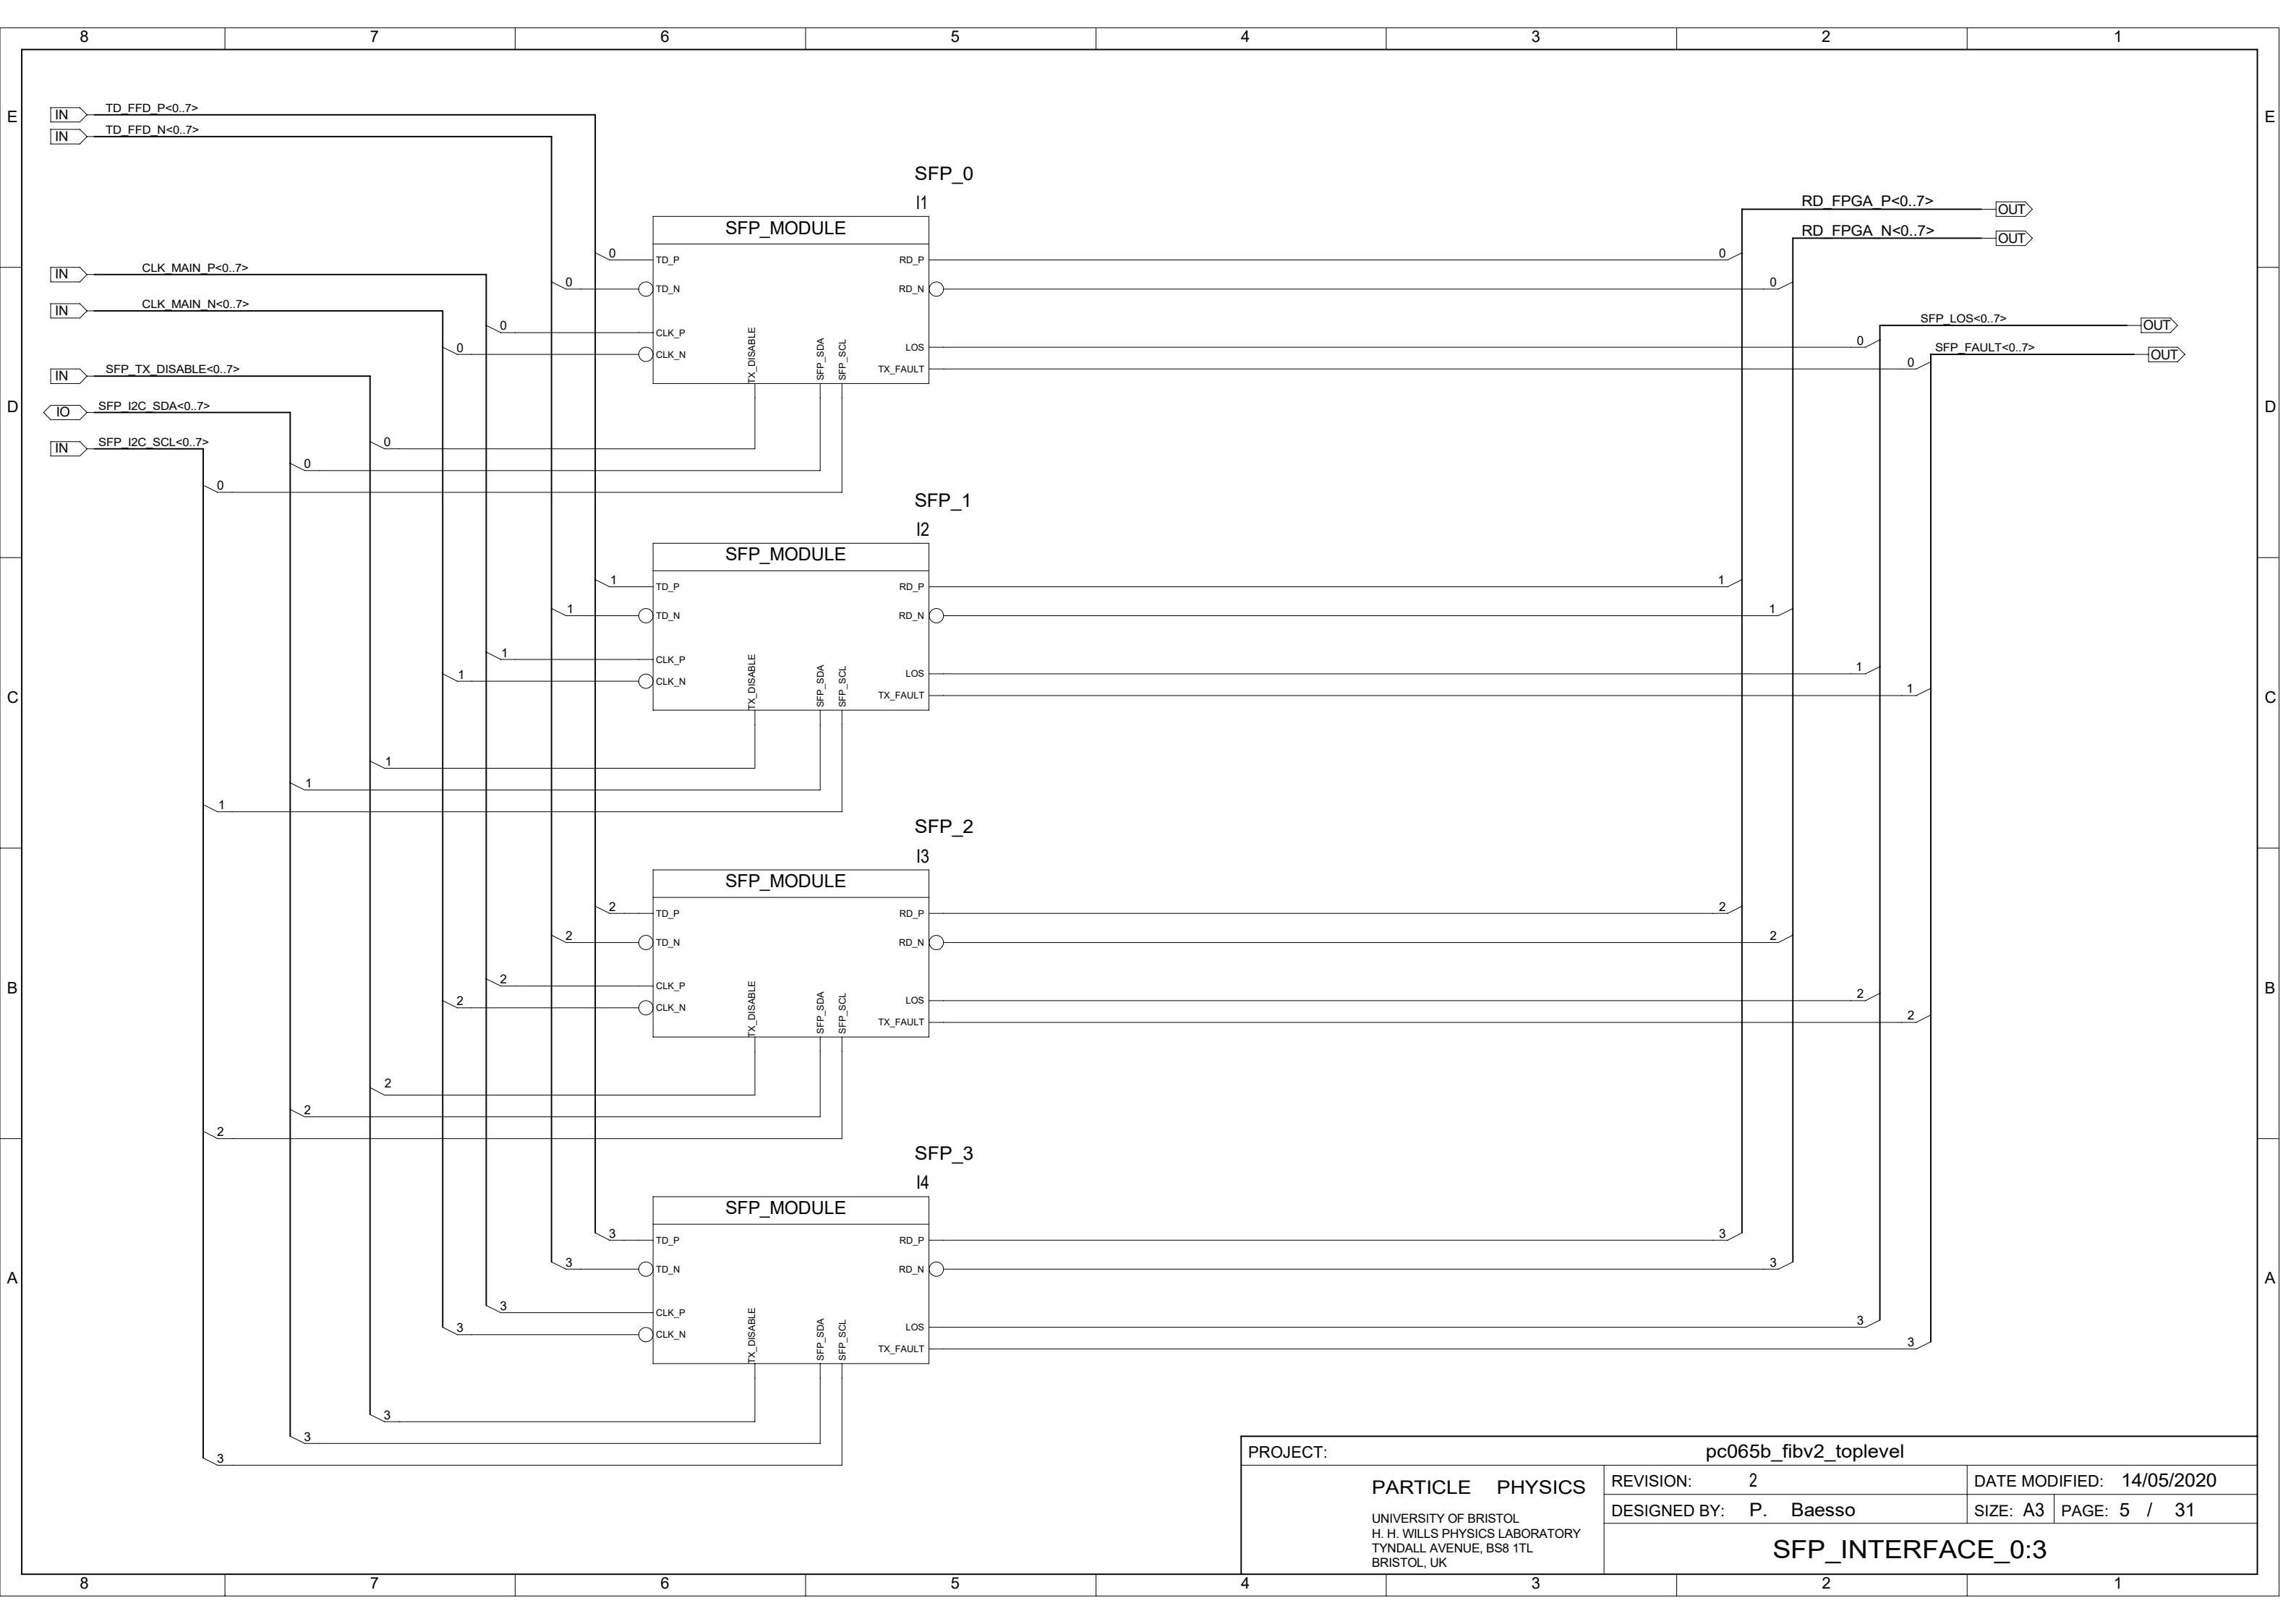 8 7 6 5 4 3 2 1
E E
D D
C C
B B
A A
IN TD_FFD_P<0..7>
IN TD_FFD_N<0..7>
IN CLK_MAIN_P<0..7>
IN CLK_MAIN_N<0..7>
IN SFP_TX_DISABLE<0..7>
IO SFP_I2C_SDA<0..7>
IN SFP_I2C_SCL<0..7>
RD_FPGA_P<0..7> OUT
RD_FPGA_N<0..7> OUT
SFP_LOS<0..7> OUT
SFP_FAULT<0..7> OUT
SFP_0
I1
SFP_MODULE
0 TD_P RD_P 0
0 TD_N RD_N 0
0 CLK_P
0 CLK_N
LOS 0
TX_FAULT 0
TX_DISABLE SFP_SDA SFP_SCL
0
0
0
SFP_1
I2
SFP_MODULE
1 TD_P RD_P 1
1 TD_N RD_N 1
1 CLK_P
1 CLK_N
LOS 1
TX_FAULT 1
TX_DISABLE SFP_SDA SFP_SCL
1
1
1
SFP_2
I3
SFP_MODULE
2 TD_P RD_P 2
2 TD_N RD_N 2
2 CLK_P
2 CLK_N
LOS 2
TX_FAULT 2
TX_DISABLE SFP_SDA SFP_SCL
2
2
2
SFP_3
I4
SFP_MODULE
3 TD_P RD_P 3
3 TD_N RD_N 3
3 CLK_P
3 CLK_N
LOS 3
TX_FAULT 3
TX_DISABLE SFP_SDA SFP_SCL
3
3
3
PROJECT: pc065b_fibv2_toplevel
PARTICLE PHYSICS
UNIVERSITY OF BRISTOL
H. H. WILLS PHYSICS LABORATORY
TYNDALL AVENUE, BS8 1TL
BRISTOL, UK
REVISION: 2 DATE MODIFIED: 14/05/2020
DESIGNED BY: P. Baesso SIZE: A3 PAGE: 5 / 31
SFP_INTERFACE_0:3
8 7 6 5 4 3 2 1